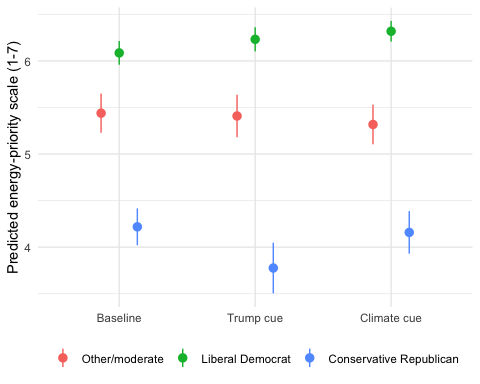 Predicted energy-priority scale (1-7)
6
5
4
Baseline
Trump cue
Climate cue
Other/moderate
Liberal Democrat
Conservative Republican